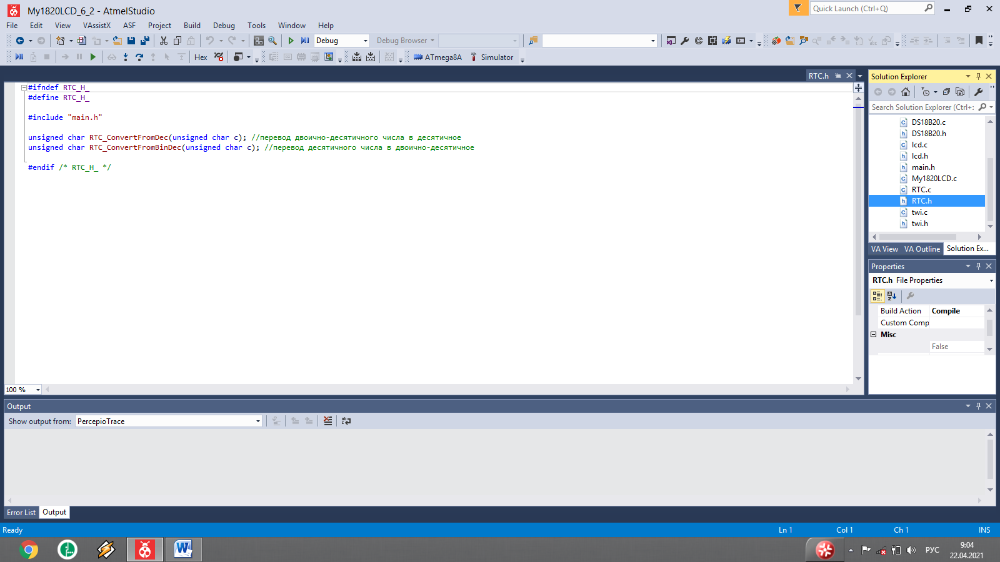 My1820LCD_6_2 - AtmelStudio
Quick Launch (Ctrl+Q)
File Edit View VAssistX ASF Project Build Debug Tools Window Help
Debug Debug Browser
Hex ATmega8A Simulator
RTC.h
#ifndef RTC_H_
#define RTC_H_
#include "main.h"
unsigned char RTC_ConvertFromDec(unsigned char c); //перевод двоично-десятичного числа в десятичное
unsigned char RTC_ConvertFromBinDec(unsigned char c); //перевод десятичного числа в двоично-десятичное
#endif /* RTC_H_ */
100 %
Solution Explorer
Search Solution Explorer (Ctrl+;
DS18B20.c
DS18B20.h
lcd.c
lcd.h
main.h
My1820LCD.c
RTC.c
RTC.h
twi.c
twi.h
VA View VA Outline Solution Ex...
Properties
RTC.h File Properties
Build Action Compile
Custom Comp
Misc
False
Output
Show output from: PercepioTrace
Error List Output
Ready Ln 1 Col 1 Ch 1 INS
РУС
9:04
22.04.2021